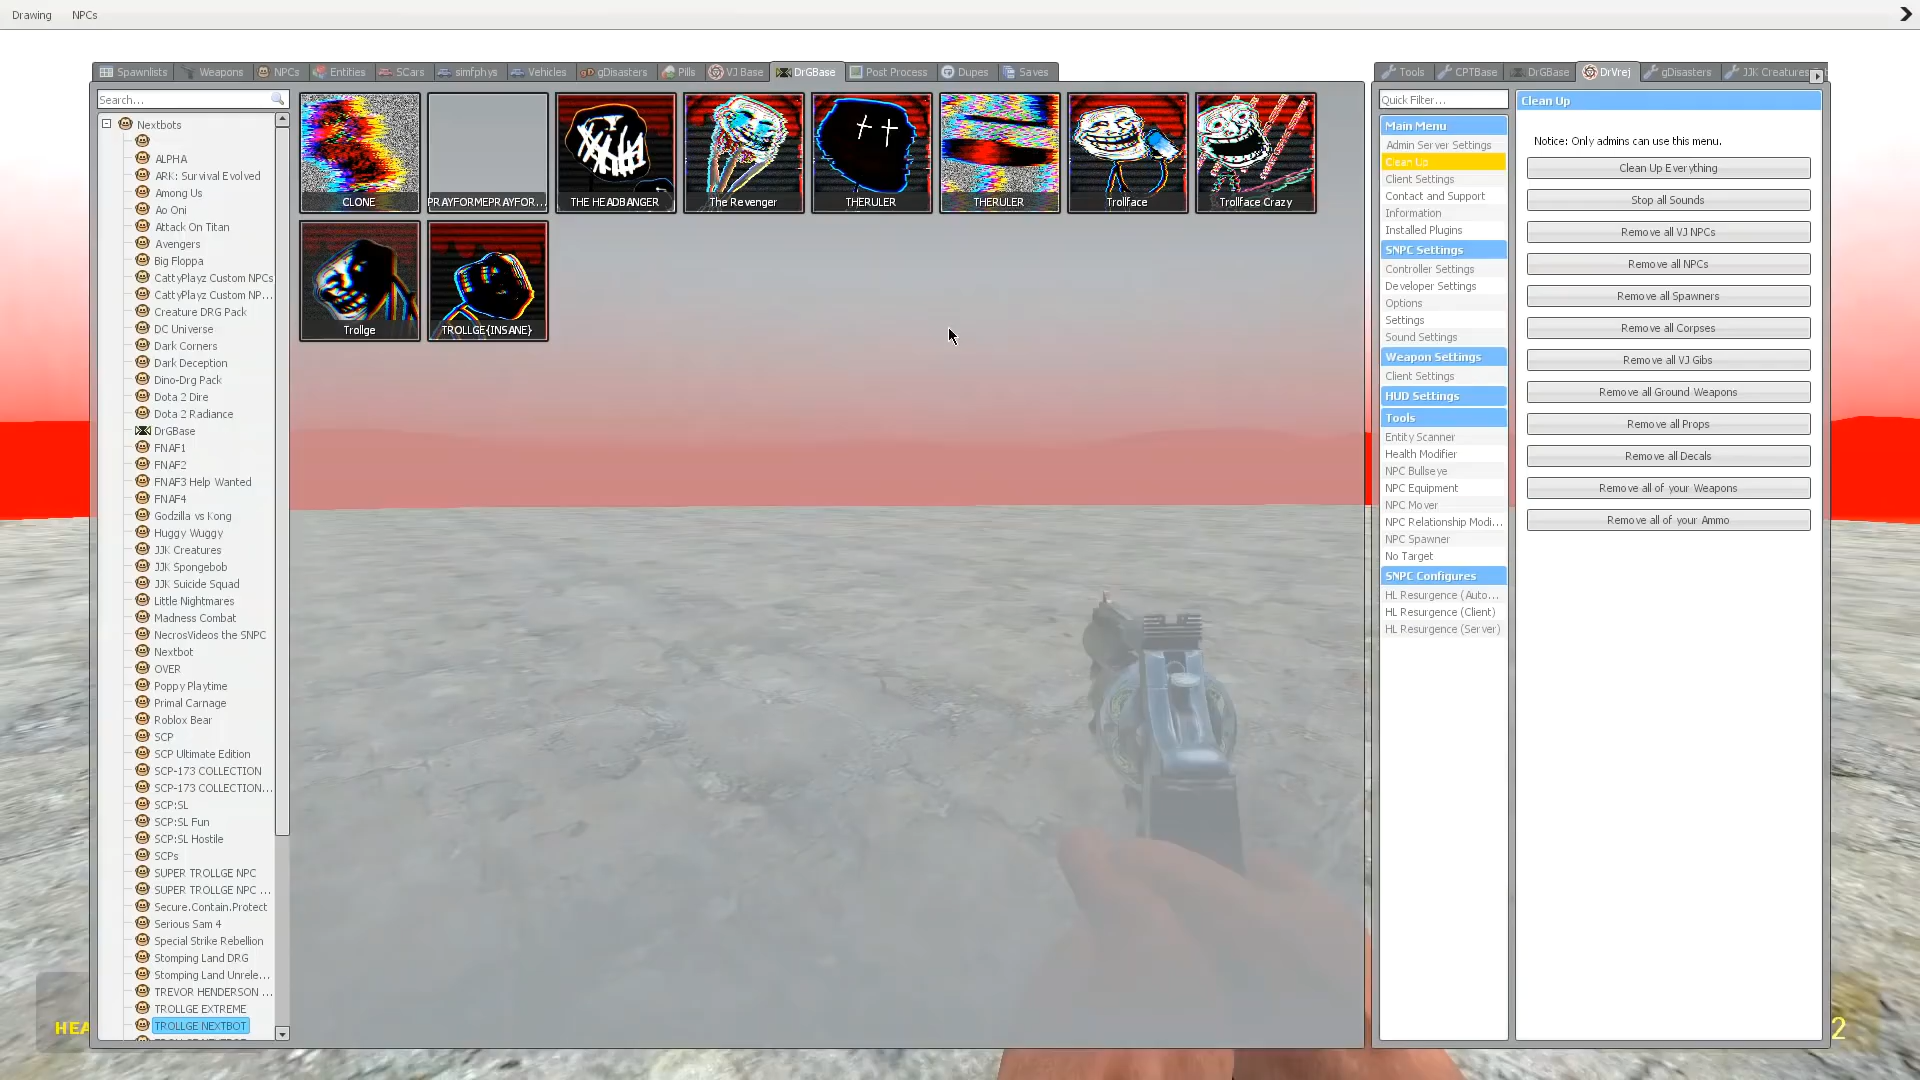 Drawing NPCs
Spawnlists Weapons NPCs Entities SCars simfphys Vehicles gDisasters Pills VJ Base DrGBase Post Process Dupes Saves
Tools CPTBase DrGBase DrVrej gDisasters JJK Creatures
Search...
Nextbots
ALPHA
ARK: Survival Evolved
Among Us
Ao Oni
Attack On Titan
Avengers
Big Floppa
CattyPlayz Custom NPCs
CattyPlayz Custom NP...
Creature DRG Pack
DC Universe
Dark Corners
Dark Deception
Dino-Drg Pack
Dota 2 Dire
Dota 2 Radiance
DrGBase
FNAF1
FNAF2
FNAF3 Help Wanted
FNAF4
Godzilla vs Kong
Huggy Wuggy
JJK Creatures
JJK Spongebob
JJK Suicide Squad
Little Nightmares
Madness Combat
NecrosVideos the SNPC
Nextbot
OVER
Poppy Playtime
Primal Carnage
Roblox Bear
SCP
SCP Ultimate Edition
SCP-173 COLLECTION
SCP-173 COLLECTION...
SCP:SL
SCP:SL Fun
SCP:SL Hostile
SCPs
SUPER TROLLGE NPC
SUPER TROLLGE NPC ...
Secure.Contain.Protect
Serious Sam 4
Special Strike Rebellion
Stomping Land DRG
Stomping Land Unrele...
TREVOR HENDERSON ...
TROLLGE EXTREME
TROLLGE NEXTBOT
CLONE
PRAYFORMEPRAYFOR...
THE HEADBANGER
The Revenger
THERULER
THERULER
Trollface
Trollface Crazy
Trollge
TROLLGE{INSANE}
Quick Filter...
Main Menu
Admin Server Settings
Clean Up
Client Settings
Contact and Support
Information
Installed Plugins
SNPC Settings
Controller Settings
Developer Settings
Options
Settings
Sound Settings
Weapon Settings
Client Settings
HUD Settings
Tools
Entity Scanner
Health Modifier
NPC Bullseye
NPC Equipment
NPC Mover
NPC Relationship Modi...
NPC Spawner
No Target
SNPC Configures
HL Resurgence (Auto...
HL Resurgence (Client)
HL Resurgence (Server)
Clean Up
Notice: Only admins can use this menu.
Clean Up Everything
Stop all Sounds
Remove all VJ NPCs
Remove all NPCs
Remove all Spawners
Remove all Corpses
Remove all VJ Gibs
Remove all Ground Weapons
Remove all Props
Remove all Decals
Remove all of your Weapons
Remove all of your Ammo
HEA
2